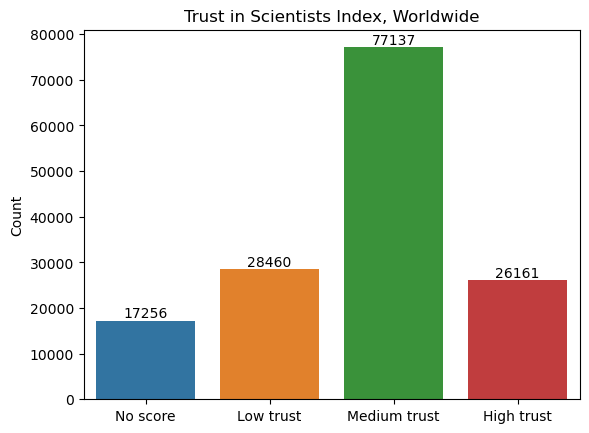 Trust in Scientists Index, Worldwide
Count
80000
70000
60000
50000
40000
30000
20000
10000
0
17256
28460
77137
26161
No score
Low trust
Medium trust
High trust